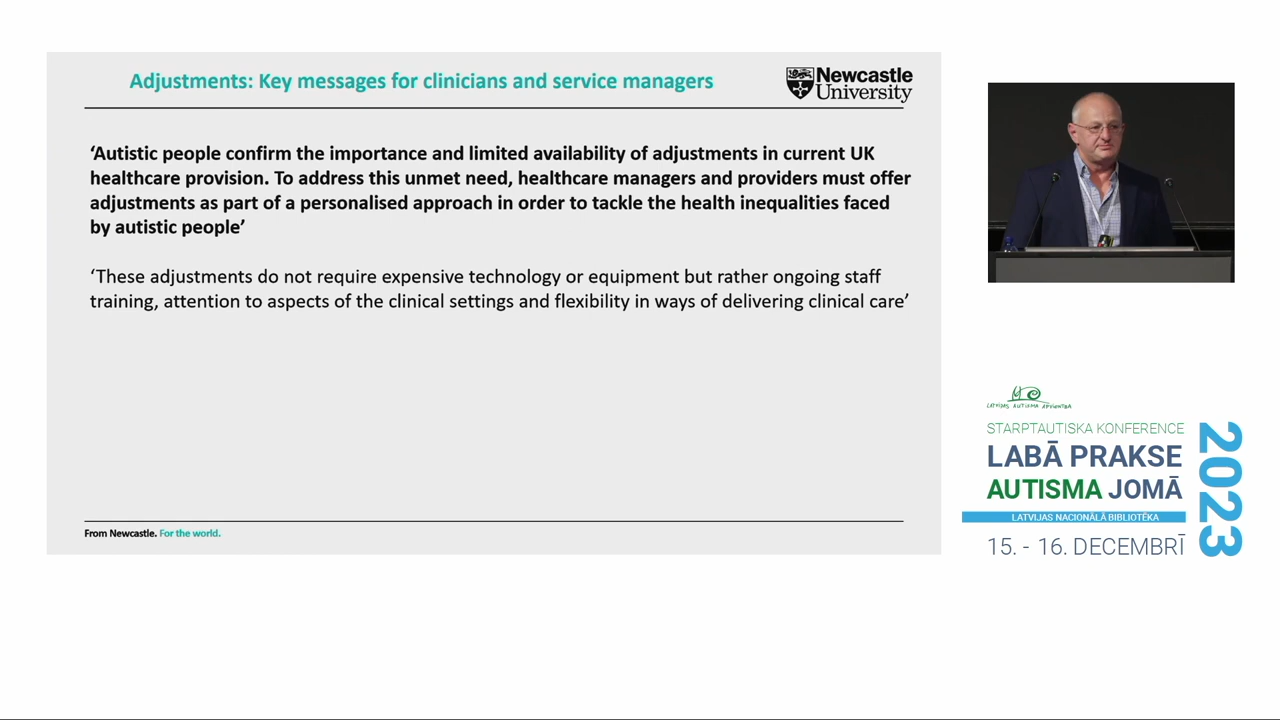 Adjustments: Key messages for clinicians and service managers
Newcastle
University
‘Autistic people confirm the importance and limited availability of adjustments in current UK
healthcare provision. To address this unmet need, healthcare managers and providers must offer
adjustments as part of a personalised approach in order to tackle the health inequalities faced
by autistic people’
‘These adjustments do not require expensive technology or equipment but rather ongoing staff
training, attention to aspects of the clinical settings and flexibility in ways of delivering clinical care’
From Newcastle. For the world.
LATVIJAS AUTISMA APVIENĪBA
STARPTAUTISKA KONFERENCE
LABĀ PRAKSE
AUTISMA JOMĀ
LATVIJAS NACIONĀLĀ BIBLIOTĒKA
15. - 16. DECEMBRĪ
2023